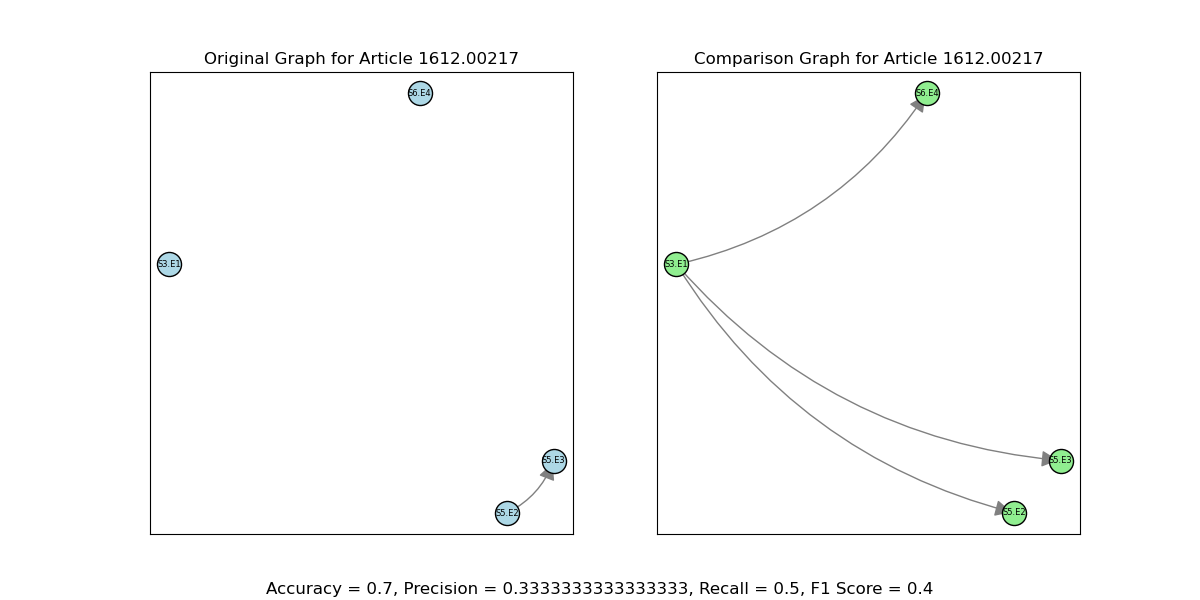 Original Graph for Article 1612.00217
Comparison Graph for Article 1612.00217
S6.E4
S6.E4
S3.E1
S3.E1
S5.E3
S5.E3
S5.E2
S5.E2
Accuracy = 0.7, Precision = 0.3333333333333333, Recall = 0.5, F1 Score = 0.4